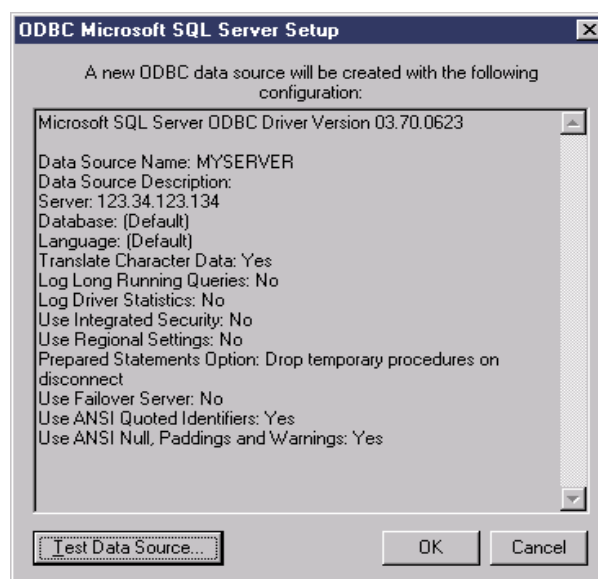 ODBC Microsoft SQL Server Setup
A new ODBC data source will be created with the following
configuration:
Microsoft SQL Server ODBC Driver Version 03.70.0623
Data Source Name: MYSERVER
Data Source Description:
Server: 123.34.123.134
Database: (Default)
Language: (Default)
Translate Character Data: Yes
Log Long Running Queries: No
Log Driver Statistics: No
Use Integrated Security: No
Use Regional Settings: No
Prepared Statements Option: Drop temporary procedures on
disconnect
Use Failover Server: No
Use ANSI Quoted Identifiers: Yes
Use ANSI Null, Paddings and Warnings: Yes
Test Data Source... OK Cancel